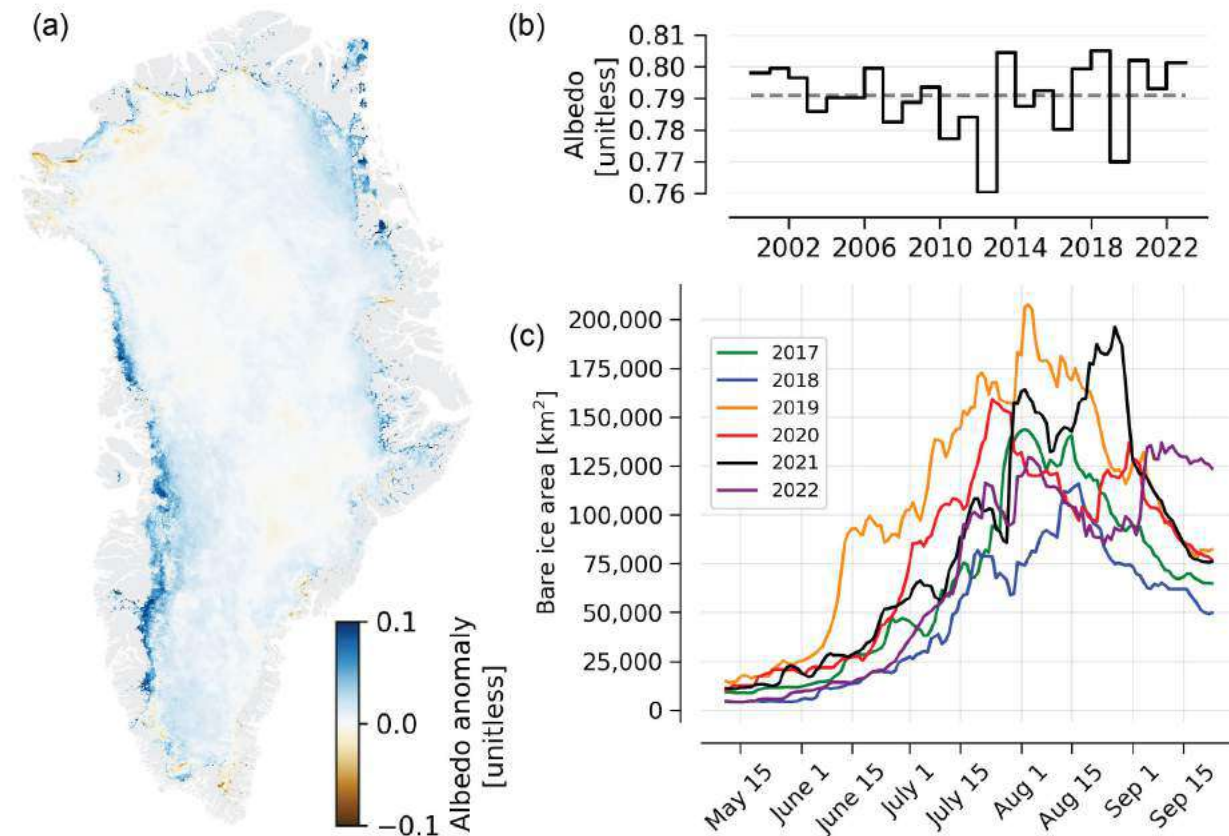 (a)
0.1
0.0
−0.1
Albedo anomaly
[unitless]
(b)
Albedo
[unitless]
0.81
0.80
0.79
0.78
0.77
0.76
2002 2006 2010 2014 2018 2022
(c)
Bare ice area [km²]
200,000
175,000
150,000
125,000
100,000
75,000
50,000
25,000
0
2017
2018
2019
2020
2021
2022
May 15
June 1
June 15
July 1
July 15
Aug 1
Aug 15
Sep 1
Sep 15